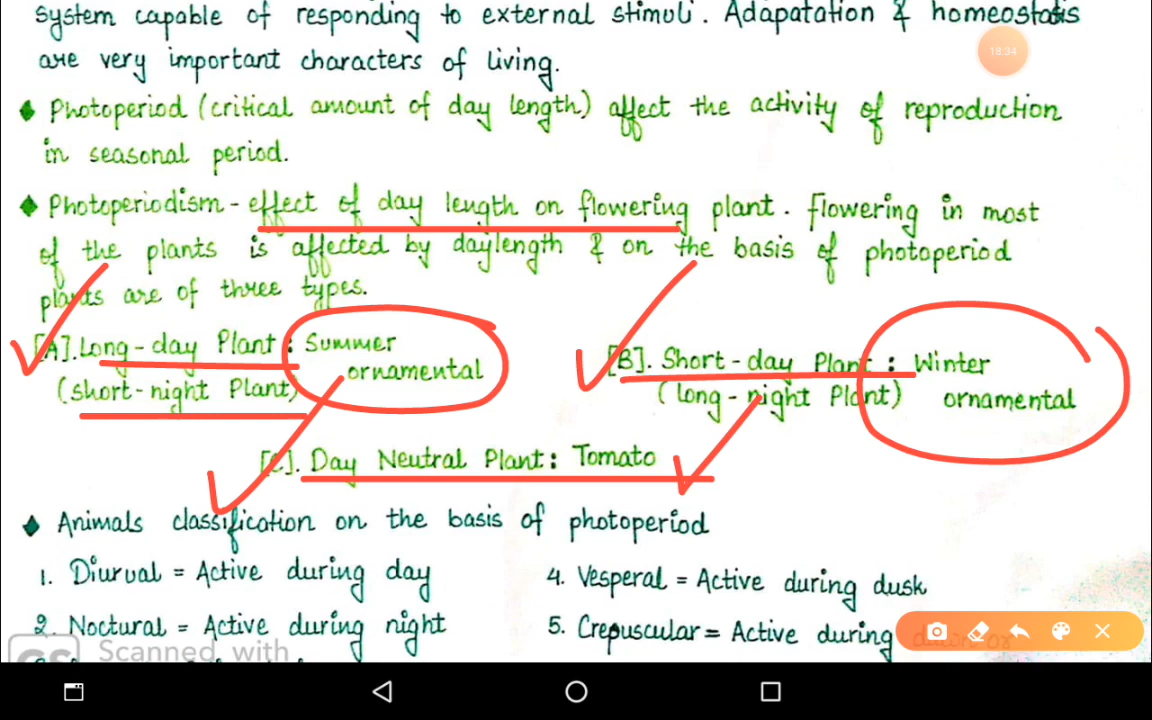 system capable of responding to external stimuli. Adapatation & homeostasis
18:34
are very important characters of living.
♦ Photoperiod (critical amount of day length) affect the activity of reproduction
in seasonal period.
♦ Photoperiodism - effect of day length on flowering plant. Flowering in most
of the plants is affected by daylength & on the basis of photoperiod
plants are of three types.
[A]. Long-day Plant : Summer
ornamental
(short-night Plant)
[B]. Short-day Plant : Winter
ornamental
(long-night Plant)
[C]. Day Neutral Plant : Tomato
♦ Animals classification on the basis of photoperiod
1. Diurual = Active during day
2. Noctural = Active during night
4. Vesperal = Active during dusk
5. Crepuscular = Active during
Scanned with